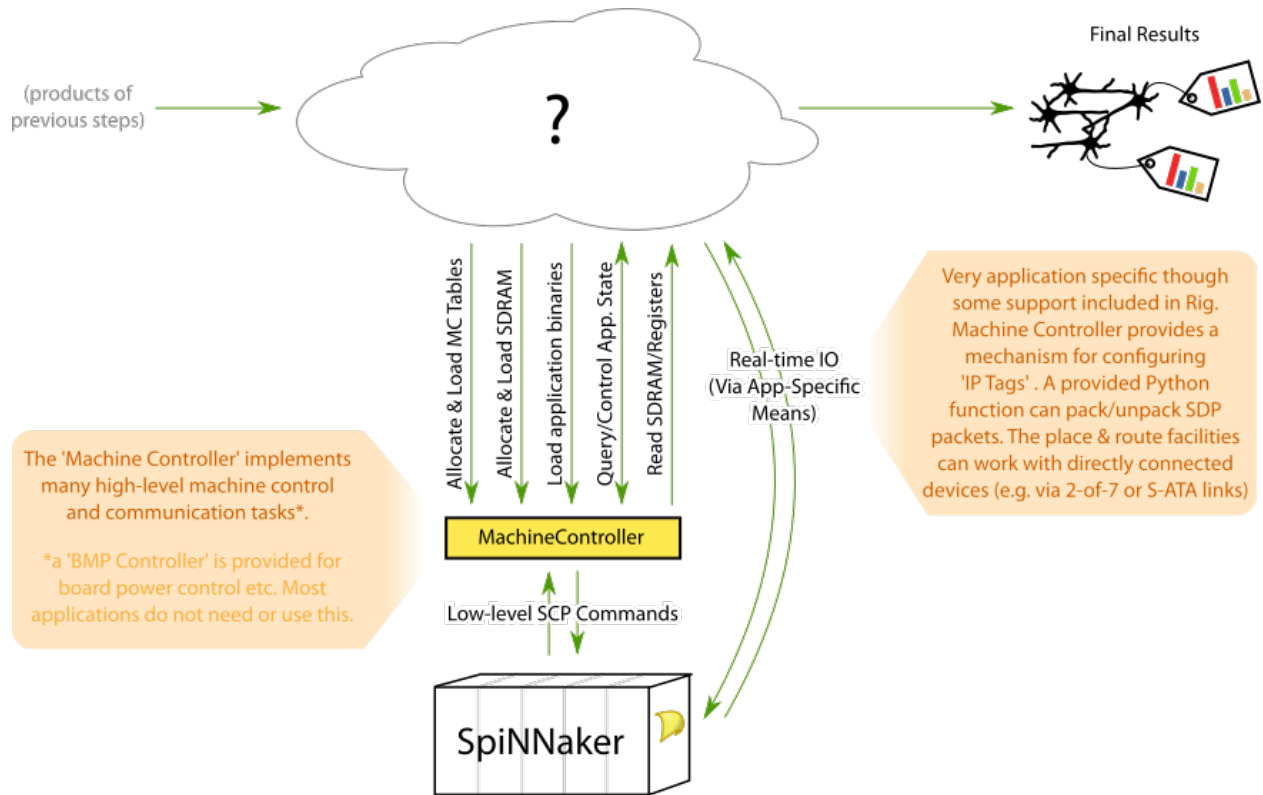 Final Results
(products of
previous steps)
?
Allocate & Load MC Tables
Allocate & Load SDRAM
Load application binaries
Query/Control App. State
Read SDRAM/Registers
Real-time IO
(Via App-Specific
Means)
Very application specific though
some support included in Rig.
Machine Controller provides a
mechanism for configuring
'IP Tags' . A provided Python
function can pack/unpack SDP
packets. The place & route facilities
can work with directly connected
devices (e.g. via 2-of-7 or S-ATA links)
The 'Machine Controller' implements
many high-level machine control
and communication tasks*.
*a 'BMP Controller' is provided for
board power control etc. Most
applications do not need or use this.
MachineController
Low-level SCP Commands
SpiNNaker